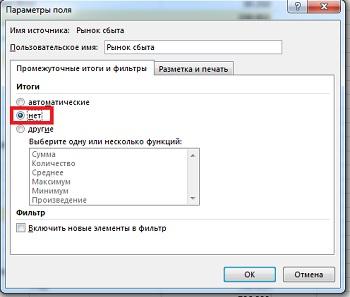 Параметры поля
Имя источника: Рынок сбыта
Пользовательское имя: Рынок сбыта
Промежуточные итоги и фильтры Разметка и печать
Итоги
автоматические
нет
другие
Выберите одну или несколько функций:
Сумма
Количество
Среднее
Максимум
Минимум
Произведение
Фильтр
Включить новые элементы в фильтр
ОК Отмена